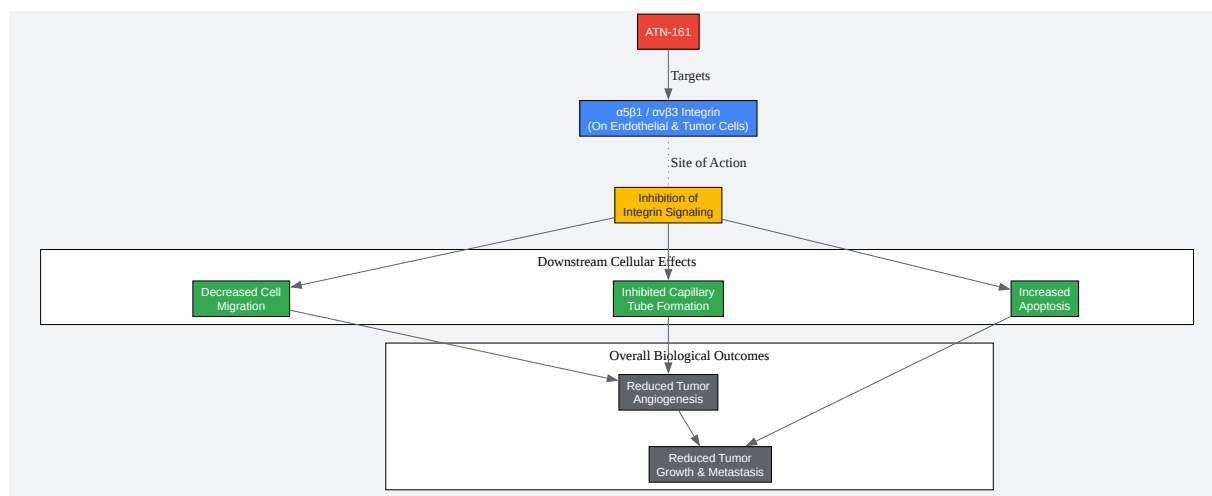 ATN-161
Targets
α5β1 / αvβ3 Integrin
(On Endothelial & Tumor Cells)
Site of Action
Inhibition of
Integrin Signaling
Downstream Cellular Effects
Decreased Cell
Migration
Inhibited Capillary
Tube Formation
Increased
Apoptosis
Overall Biological Outcomes
Reduced Tumor
Angiogenesis
Reduced Tumor
Growth & Metastasis